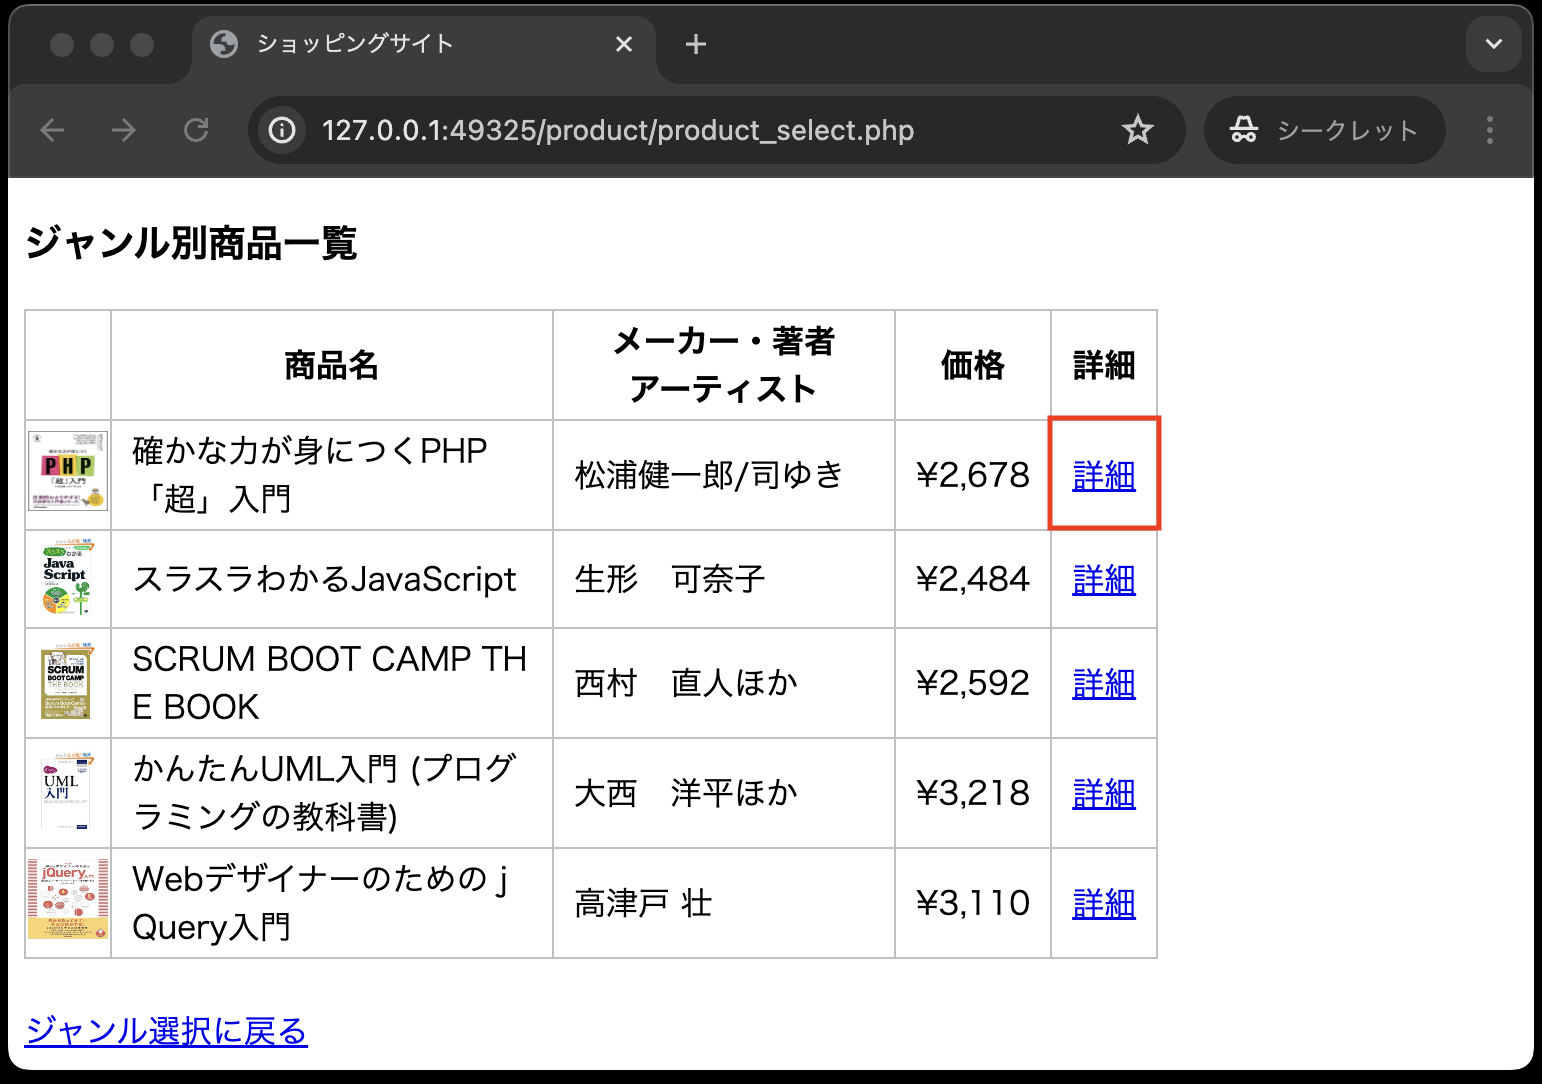 ショッピングサイト
127.0.0.1:49325/product/product_select.php
シークレット
ジャンル別商品一覧
商品名
メーカー・著者
アーティスト
価格
詳細
PHP
「超」入門
確かな力が身につくPHP
「超」入門
松浦健一郎/司ゆき
¥2,678
詳細
スラスラわかる
Java
Script
スラスラわかるJavaScript
生形　可奈子
¥2,484
詳細
SCRUM
BOOT CAMP
THE BOOK
SCRUM BOOT CAMP TH
E BOOK
西村　直人ほか
¥2,592
詳細
UML
入門
かんたんUML入門 (プログ
ラミングの教科書)
大西　洋平ほか
¥3,218
詳細
jQuery入門
Webデザイナーのための j
Query入門
高津戸 壮
¥3,110
詳細
ジャンル選択に戻る